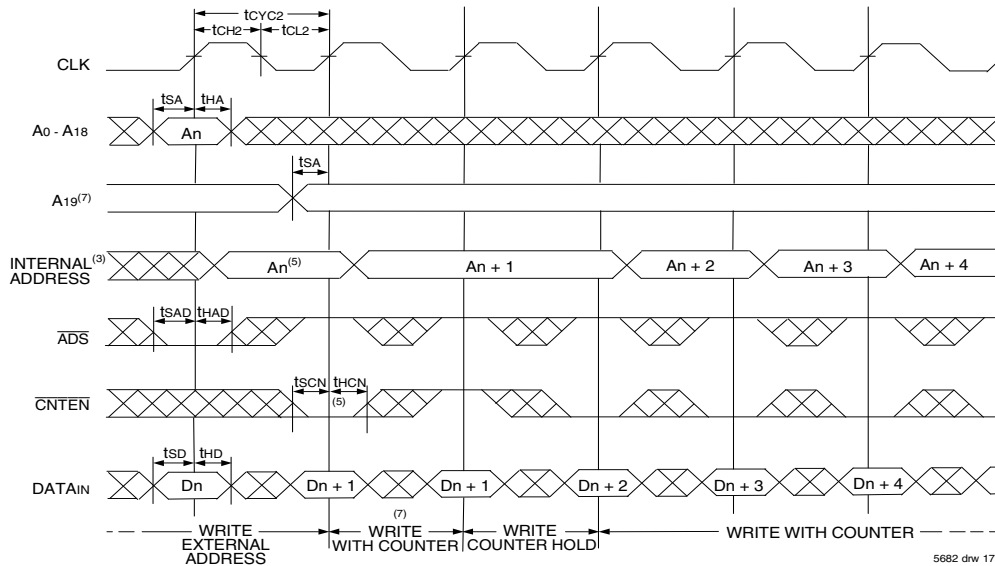 tCYC2
tCH2 tCL2
CLK
tSA tHA
A0 - A18
An
tSA
A19(7)
INTERNAL(3)
ADDRESS
An(5) An + 1 An + 2 An + 3 An + 4
tSAD tHAD
ADS
tSCN tHCN
CNTEN
(5)
tSD tHD
DATAIN
Dn Dn + 1 Dn + 1 Dn + 2 Dn + 3 Dn + 4
(7)
WRITE
EXTERNAL
ADDRESS
WRITE
WITH COUNTER
WRITE
COUNTER HOLD
WRITE WITH COUNTER
5682 drw 17